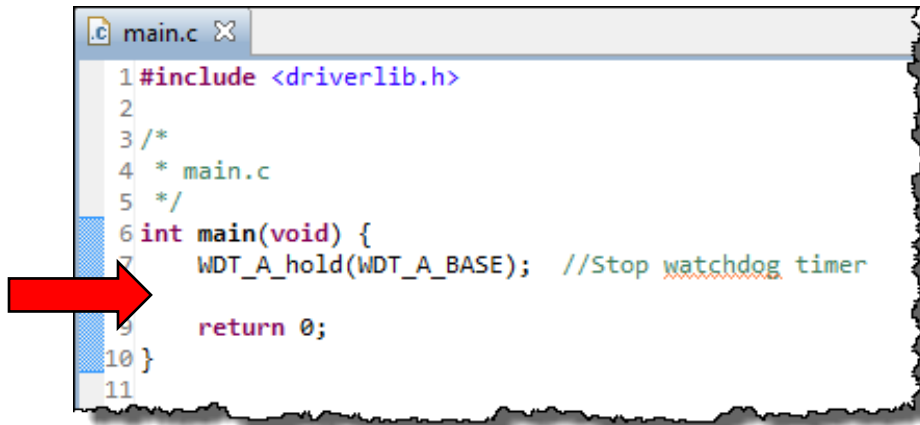 .c main.c
1 #include <driverlib.h>
2
3 /*
4  * main.c
5  */
6 int main(void) {
7     WDT_A_hold(WDT_A_BASE);  //Stop watchdog timer
9     return 0;
10 }
11